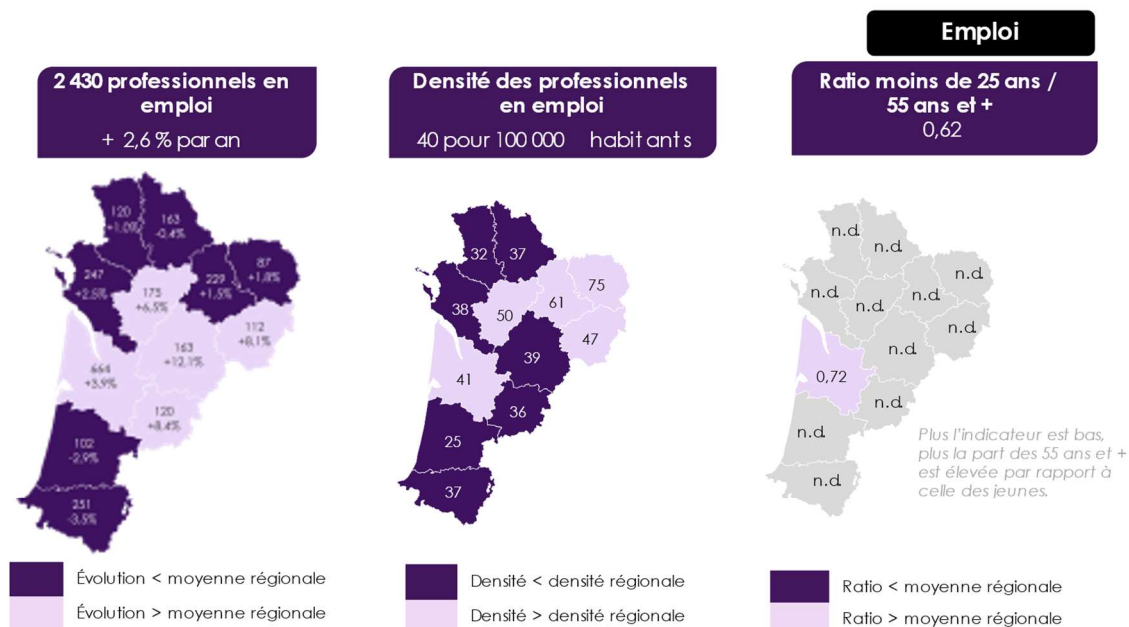 Emploi
2 430 professionnels en
emploi
+ 2,6 % par an
Densité des professionnels
en emploi
40 pour 100 000 habitants
Ratio moins de 25 ans /
55 ans et +
0,62
120
+1,0%
163
-0,4%
247
+2,5%
173
+6,5%
229
+1,5%
87
+1,8%
112
+8,1%
163
+12,1%
664
+3,9%
120
+8,4%
102
-2,9%
251
-3,5%
32
37
75
61
38
50
47
39
41
36
25
37
n.d.
n.d.
n.d.
n.d.
n.d.
n.d.
n.d.
n.d.
0,72
n.d.
n.d.
n.d.
Plus l'indicateur est bas,
plus la part des 55 ans et +
est élevée par rapport à
celle des jeunes.
Évolution < moyenne régionale
Évolution > moyenne régionale
Densité < densité régionale
Densité > densité régionale
Ratio < moyenne régionale
Ratio > moyenne régionale